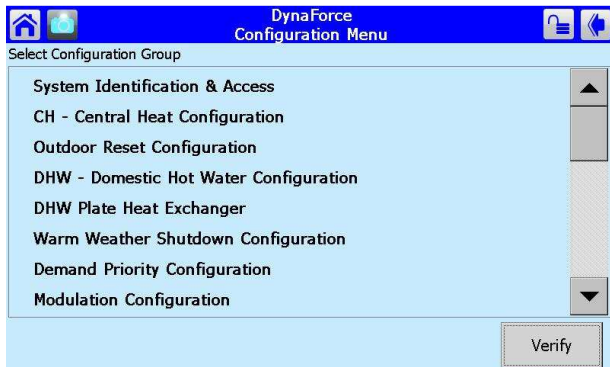 DynaForce
Configuration Menu
Select Configuration Group
System Identification & Access
CH - Central Heat Configuration
Outdoor Reset Configuration
DHW - Domestic Hot Water Configuration
DHW Plate Heat Exchanger
Warm Weather Shutdown Configuration
Demand Priority Configuration
Modulation Configuration
Verify